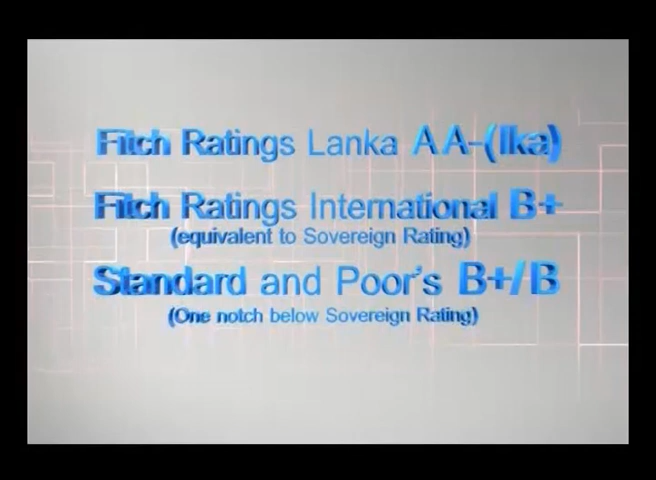 Fitch Ratings Lanka AA-(lka)
Fitch Ratings International B+
(equivalent to Sovereign Rating)
Standard and Poor's B+/B
(One notch below Sovereign Rating)